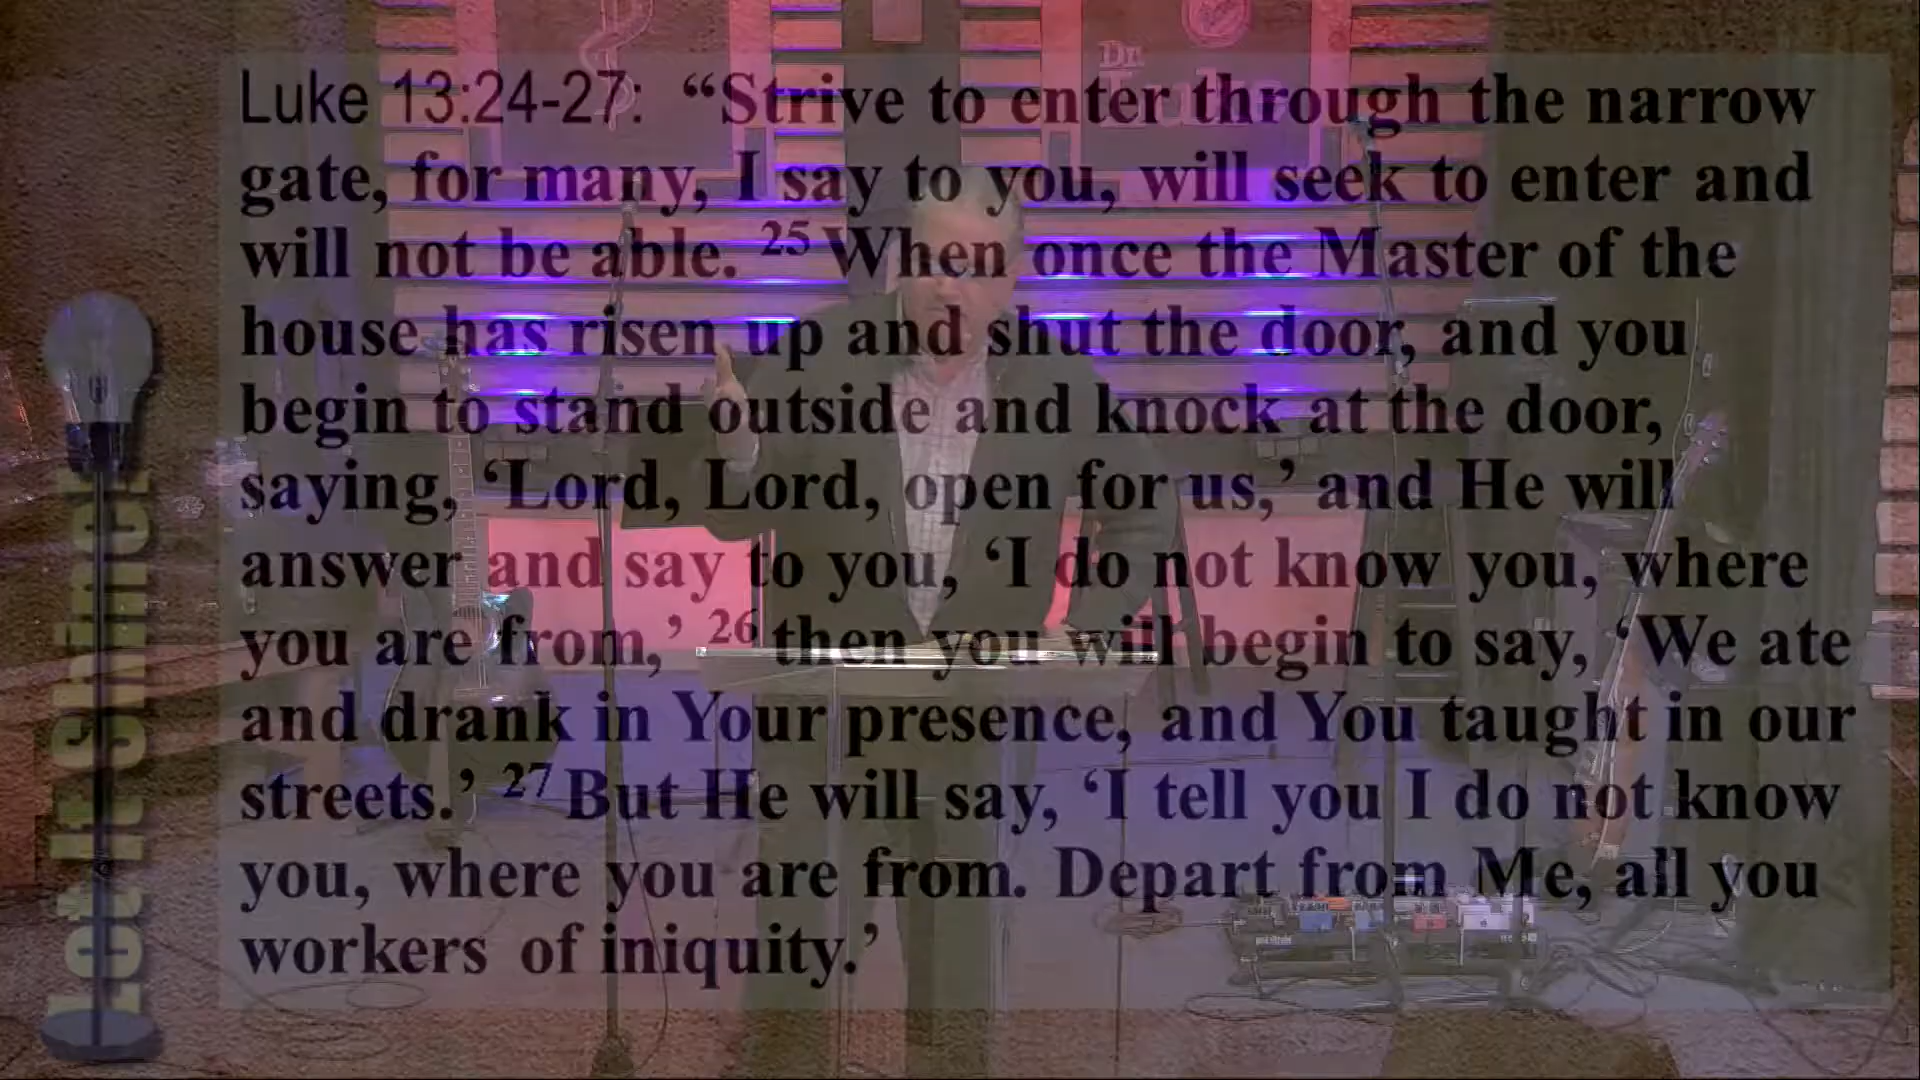 Luke 13:24-27: “Strive to enter through the narrow
gate, for many, I say to you, will seek to enter and
will not be able. 25 When once the Master of the
house has risen up and shut the door, and you
begin to stand outside and knock at the door,
saying, ‘Lord, Lord, open for us,’ and He will
answer and say to you, ‘I do not know you, where
you are from,’ 26 then you will begin to say, ‘We ate
and drank in Your presence, and You taught in our
streets.’ 27 But He will say, ‘I tell you I do not know
you, where you are from. Depart from Me, all you
workers of iniquity.’
Let It Shine!
Dr.
Luke